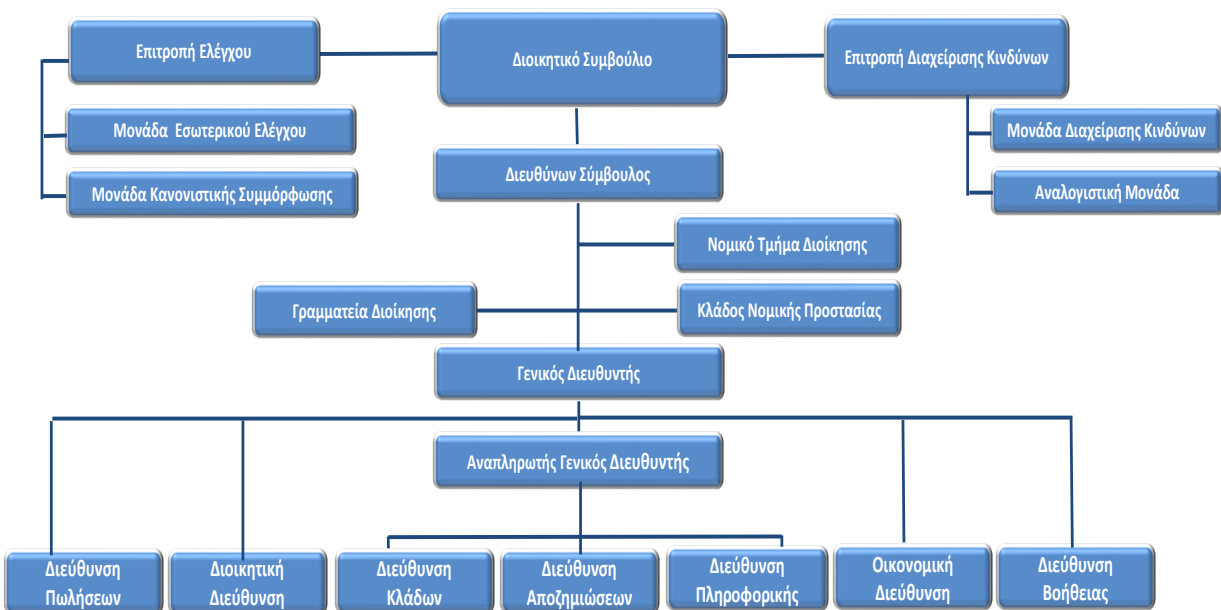 Επιτροπή Ελέγχου
Διοικητικό Συμβούλιο
Επιτροπή Διαχείρισης Κινδύνων
Μονάδα Εσωτερικού Ελέγχου
Μονάδα Διαχείρισης Κινδύνων
Διευθύνων Σύμβουλος
Μονάδα Κανονιστικής Συμμόρφωσης
Αναλογιστική Μονάδα
Νομικό Τμήμα Διοίκησης
Γραμματεία Διοίκησης
Κλάδος Νομικής Προστασίας
Γενικός Διευθυντής
Αναπληρωτής Γενικός Διευθυντής
Διεύθυνση
Πωλήσεων
Διοικητική
Διεύθυνση
Διεύθυνση
Κλάδων
Διεύθυνση
Αποζημιώσεων
Διεύθυνση
Πληροφορικής
Οικονομική
Διεύθυνση
Διεύθυνση
Βοήθειας